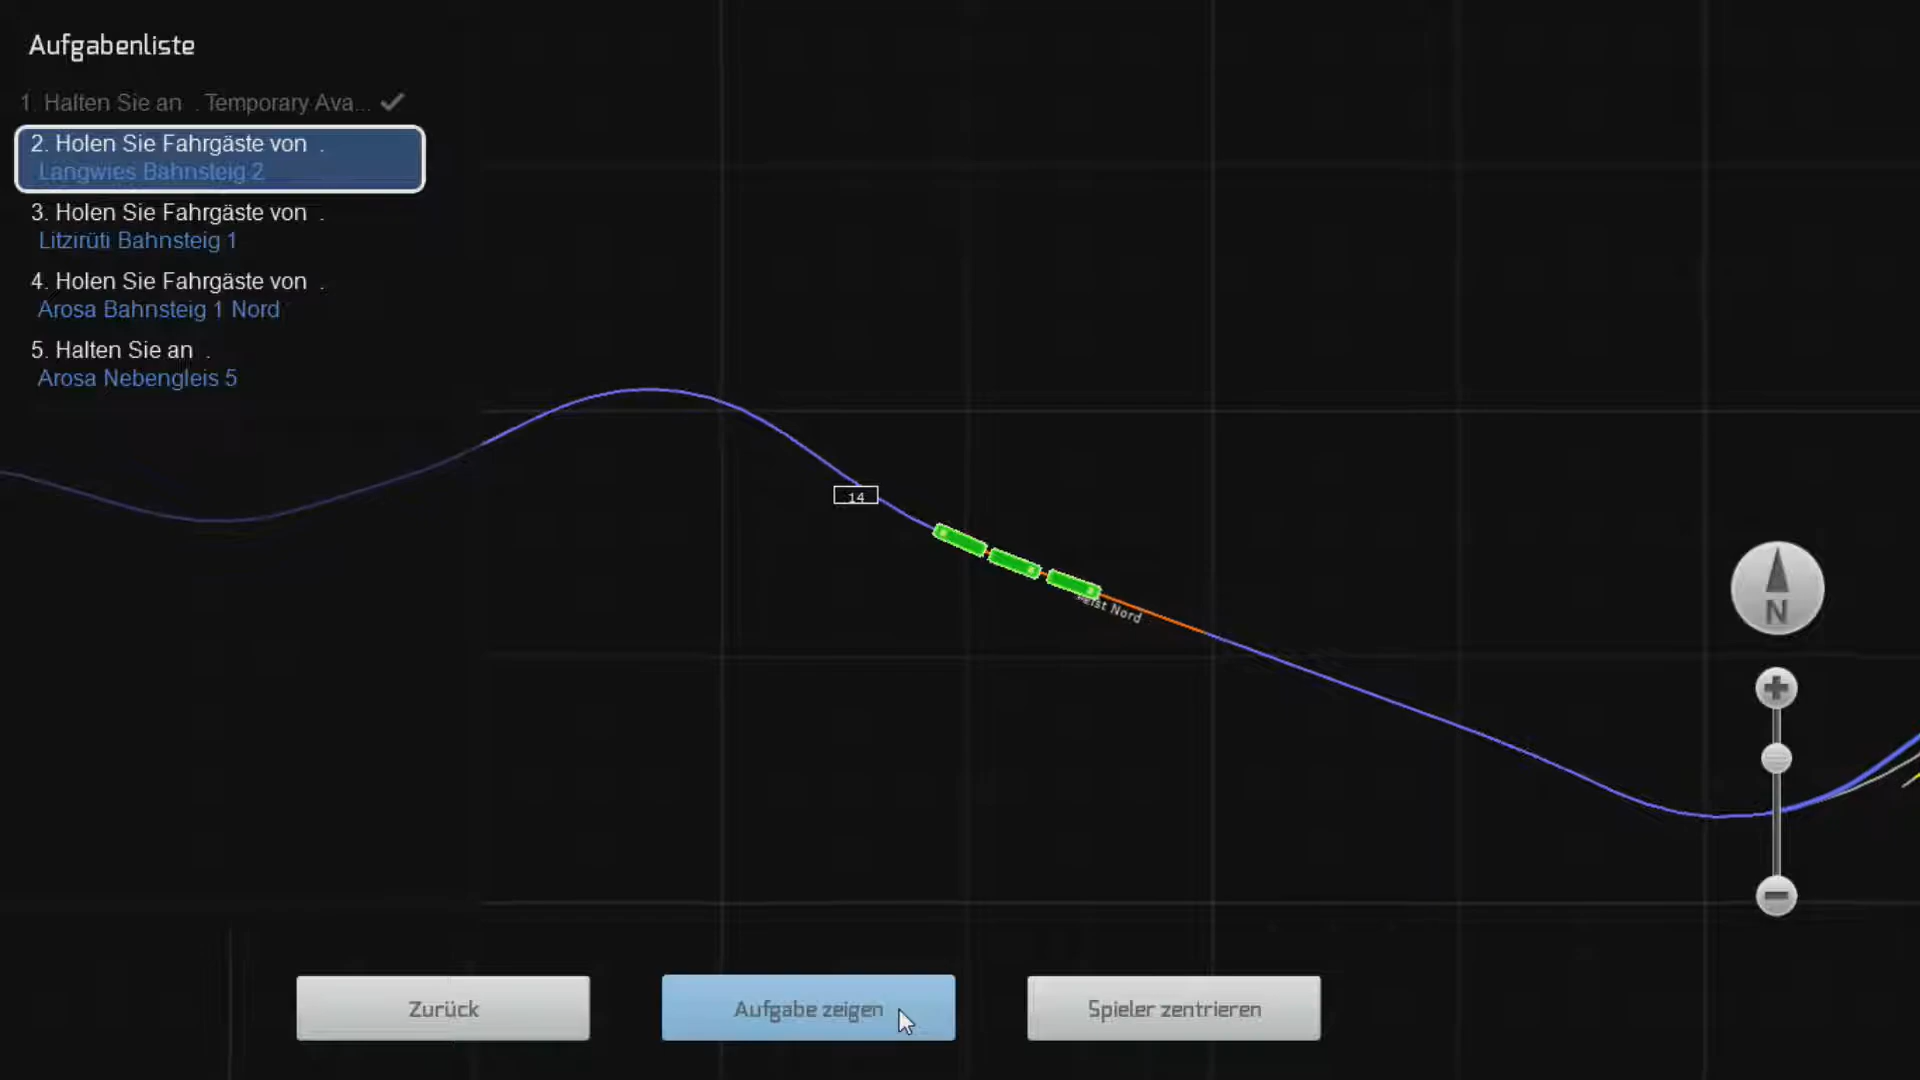 Aufgabenliste
1. Halten Sie an . Temporary Ava...
2. Holen Sie Fahrgäste von .
Langwies Bahnsteig 2
3. Holen Sie Fahrgäste von .
Litzirüti Bahnsteig 1
4. Holen Sie Fahrgäste von .
Arosa Bahnsteig 1 Nord
5. Halten Sie an .
Arosa Nebengleis 5
14
Nord
N
Zurück
Aufgabe zeigen
Spieler zentrieren